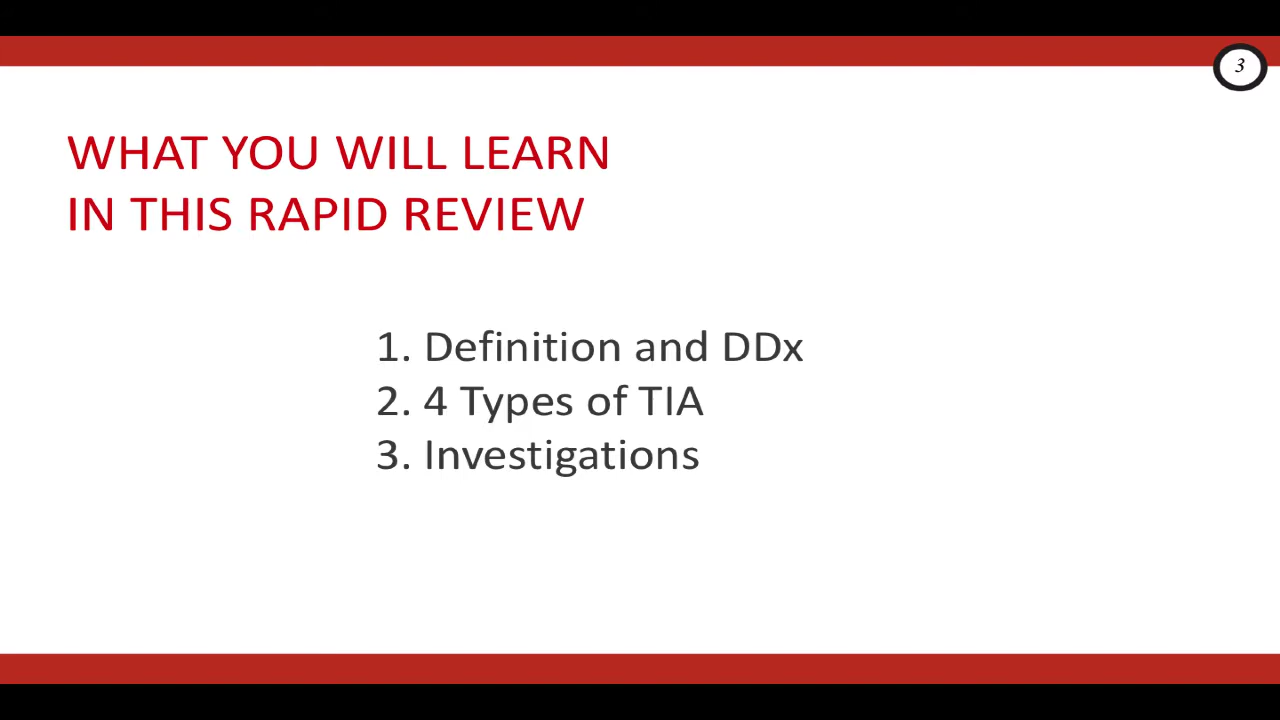 3
WHAT YOU WILL LEARN
IN THIS RAPID REVIEW
1. Definition and DDx
2. 4 Types of TIA
3. Investigations